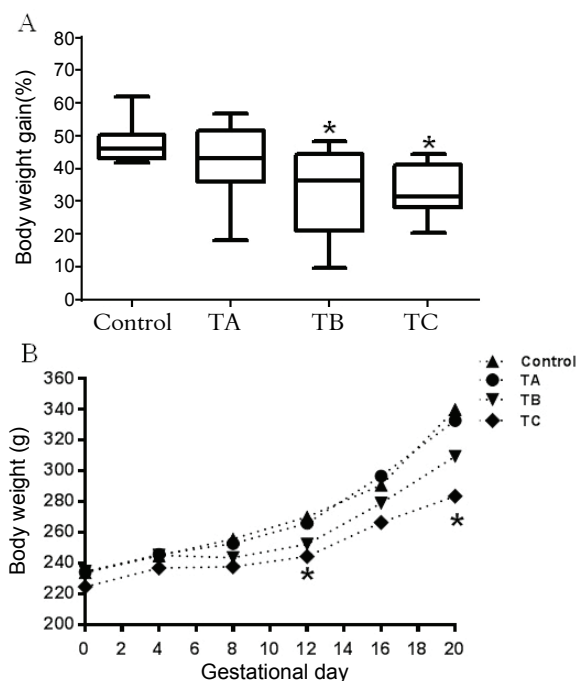 A
80
70
60
50
40
30
20
10
0
Body weight gain(%)
* *
Control TA TB TC
B
Control
TA
TB
TC
360
340
320
300
280
260
240
220
200
Body weight (g)
* *
0 2 4 6 8 10 12 14 16 18 20
Gestational day